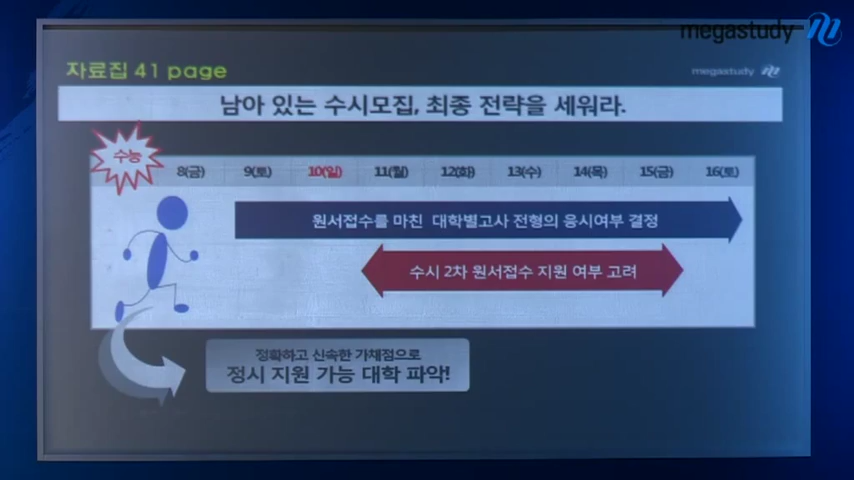 megastudy
자료집 41 page
megastudy
남아 있는 수시모집, 최종 전략을 세워라.
수능
8(금) 9(토) 10(일) 11(월) 12(화) 13(수) 14(목) 15(금) 16(토)
원서접수를 마친 대학별고사 전형의 응시여부 결정
수시 2차 원서접수 지원 여부 고려
정확하고 신속한 가채점으로
정시 지원 가능 대학 파악!